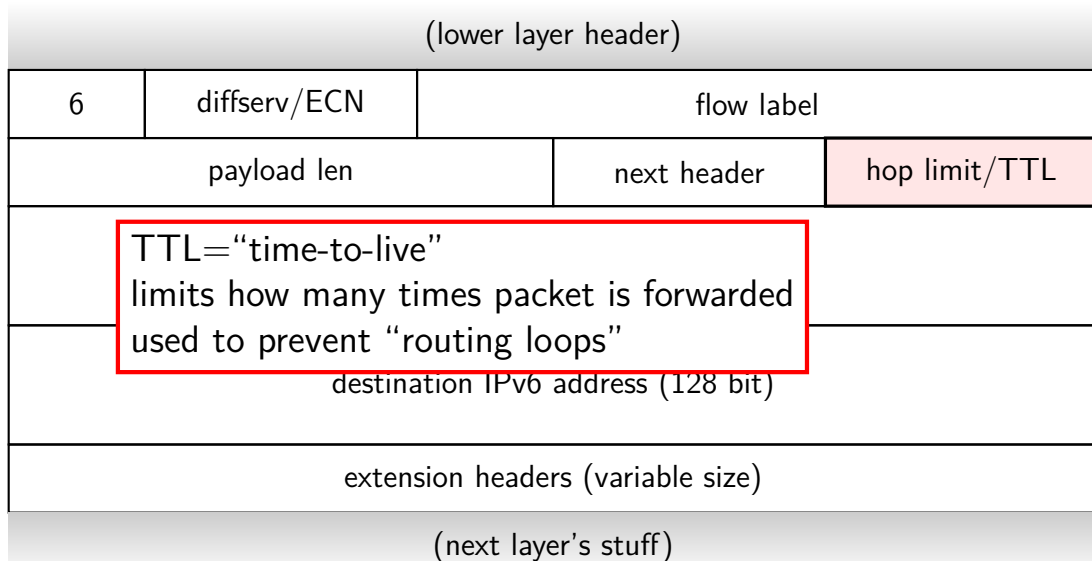 (lower layer header)
6 diffserv/ECN flow label
payload len next header hop limit/TTL
TTL=“time-to-live”
limits how many times packet is forwarded
used to prevent “routing loops”
destination IPv6 address (128 bit)
extension headers (variable size)
(next layer's stuff)